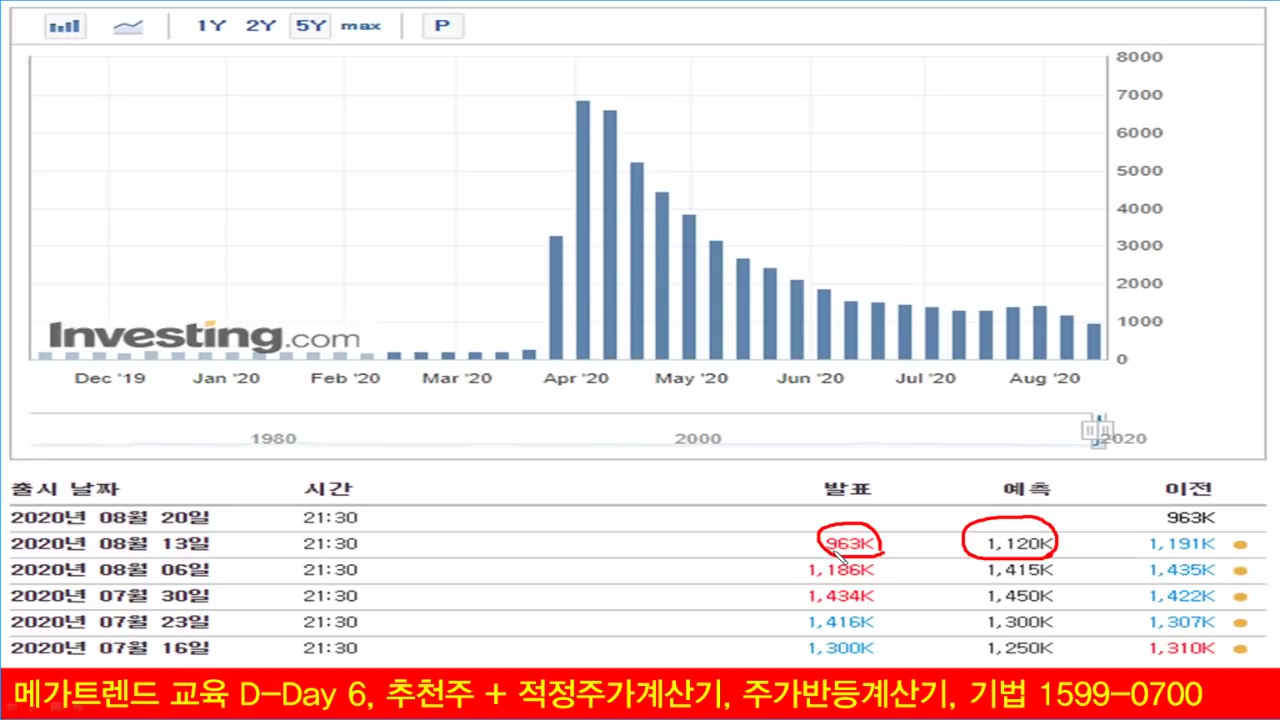 1Y 2Y 5Y max P
8000
7000
6000
5000
4000
3000
2000
1000
0
Investing.com
Dec '19 Jan '20 Feb '20 Mar '20 Apr '20 May '20 Jun '20 Jul '20 Aug '20
1980 2000 2020
출시 날짜 시간 발표 예측 이전
2020년 08월 20일 21:30 963K
2020년 08월 13일 21:30 963K 1,120K 1,191K
2020년 08월 06일 21:30 1,186K 1,415K 1,435K
2020년 07월 30일 21:30 1,434K 1,450K 1,422K
2020년 07월 23일 21:30 1,416K 1,300K 1,307K
2020년 07월 16일 21:30 1,300K 1,250K 1,310K
메가트렌드 교육 D-Day 6, 추천주 + 적정주가계산기, 주가반등계산기, 기법 1599-0700